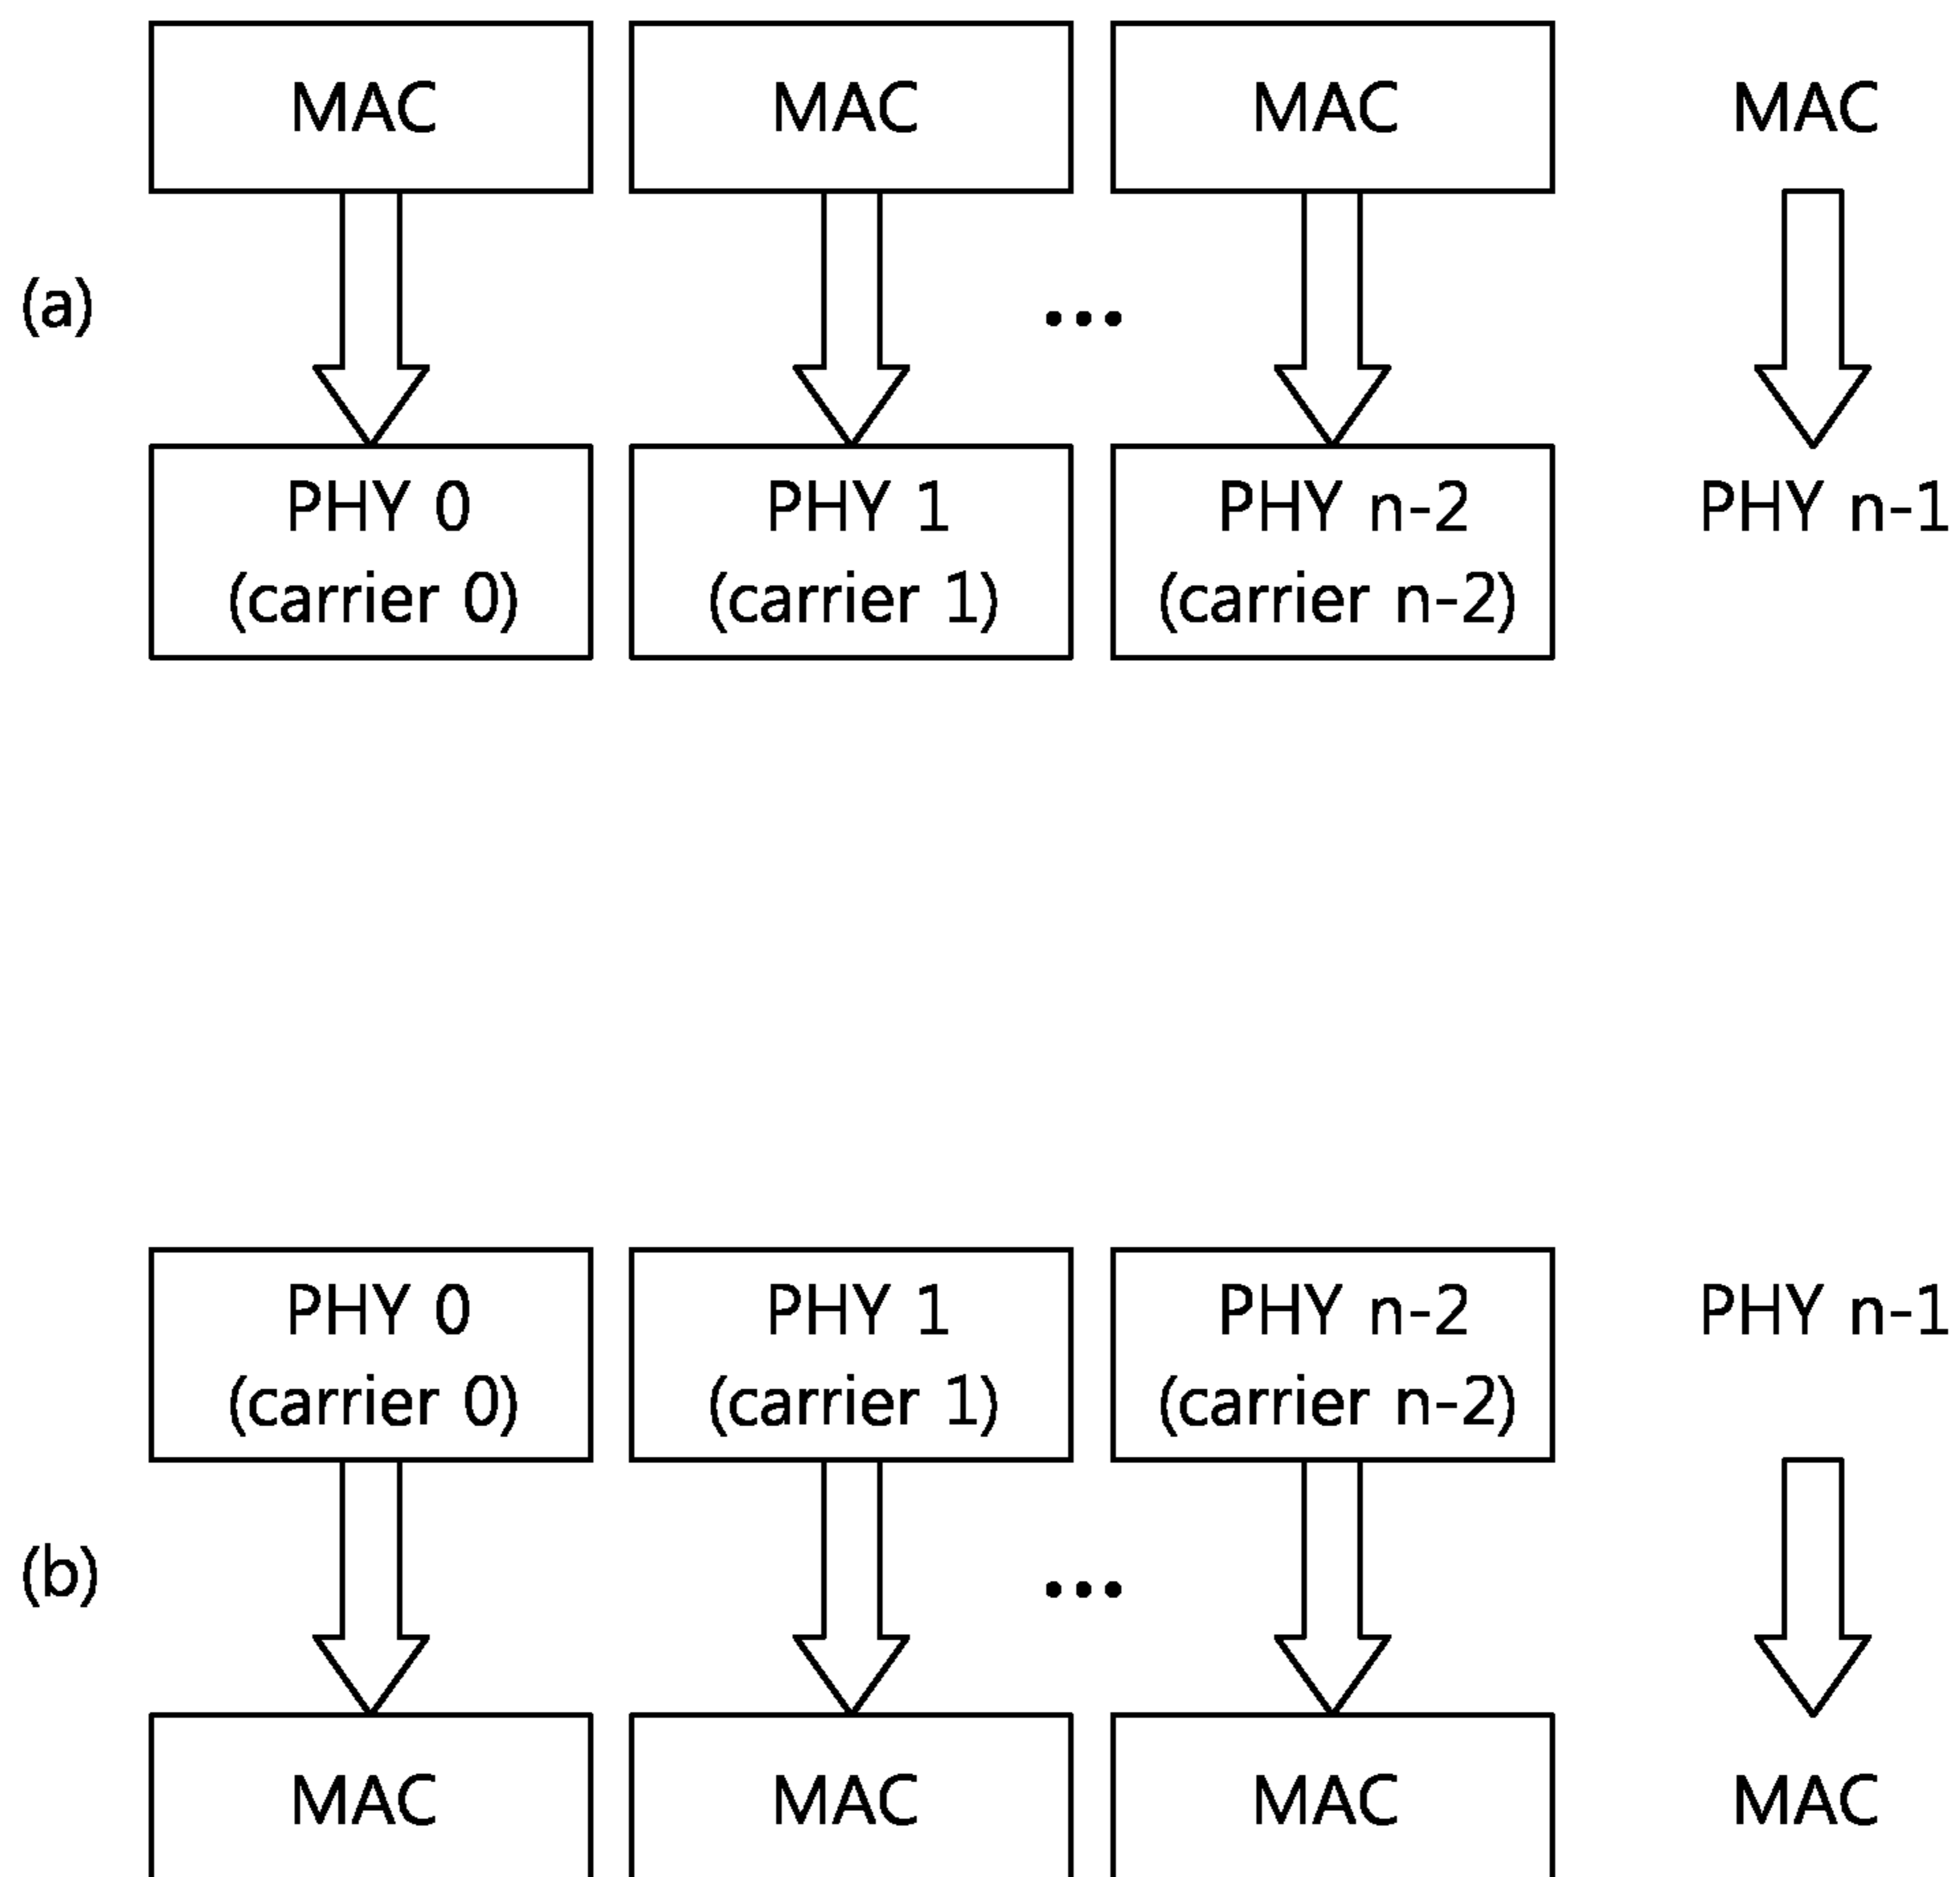 MAC MAC MAC MAC
(a)
...
PHY 0 PHY 1 PHY n-2 PHY n-1
(carrier 0) (carrier 1) (carrier n-2)
PHY 0 PHY 1 PHY n-2 PHY n-1
(carrier 0) (carrier 1) (carrier n-2)
(b)
...
MAC MAC MAC MAC